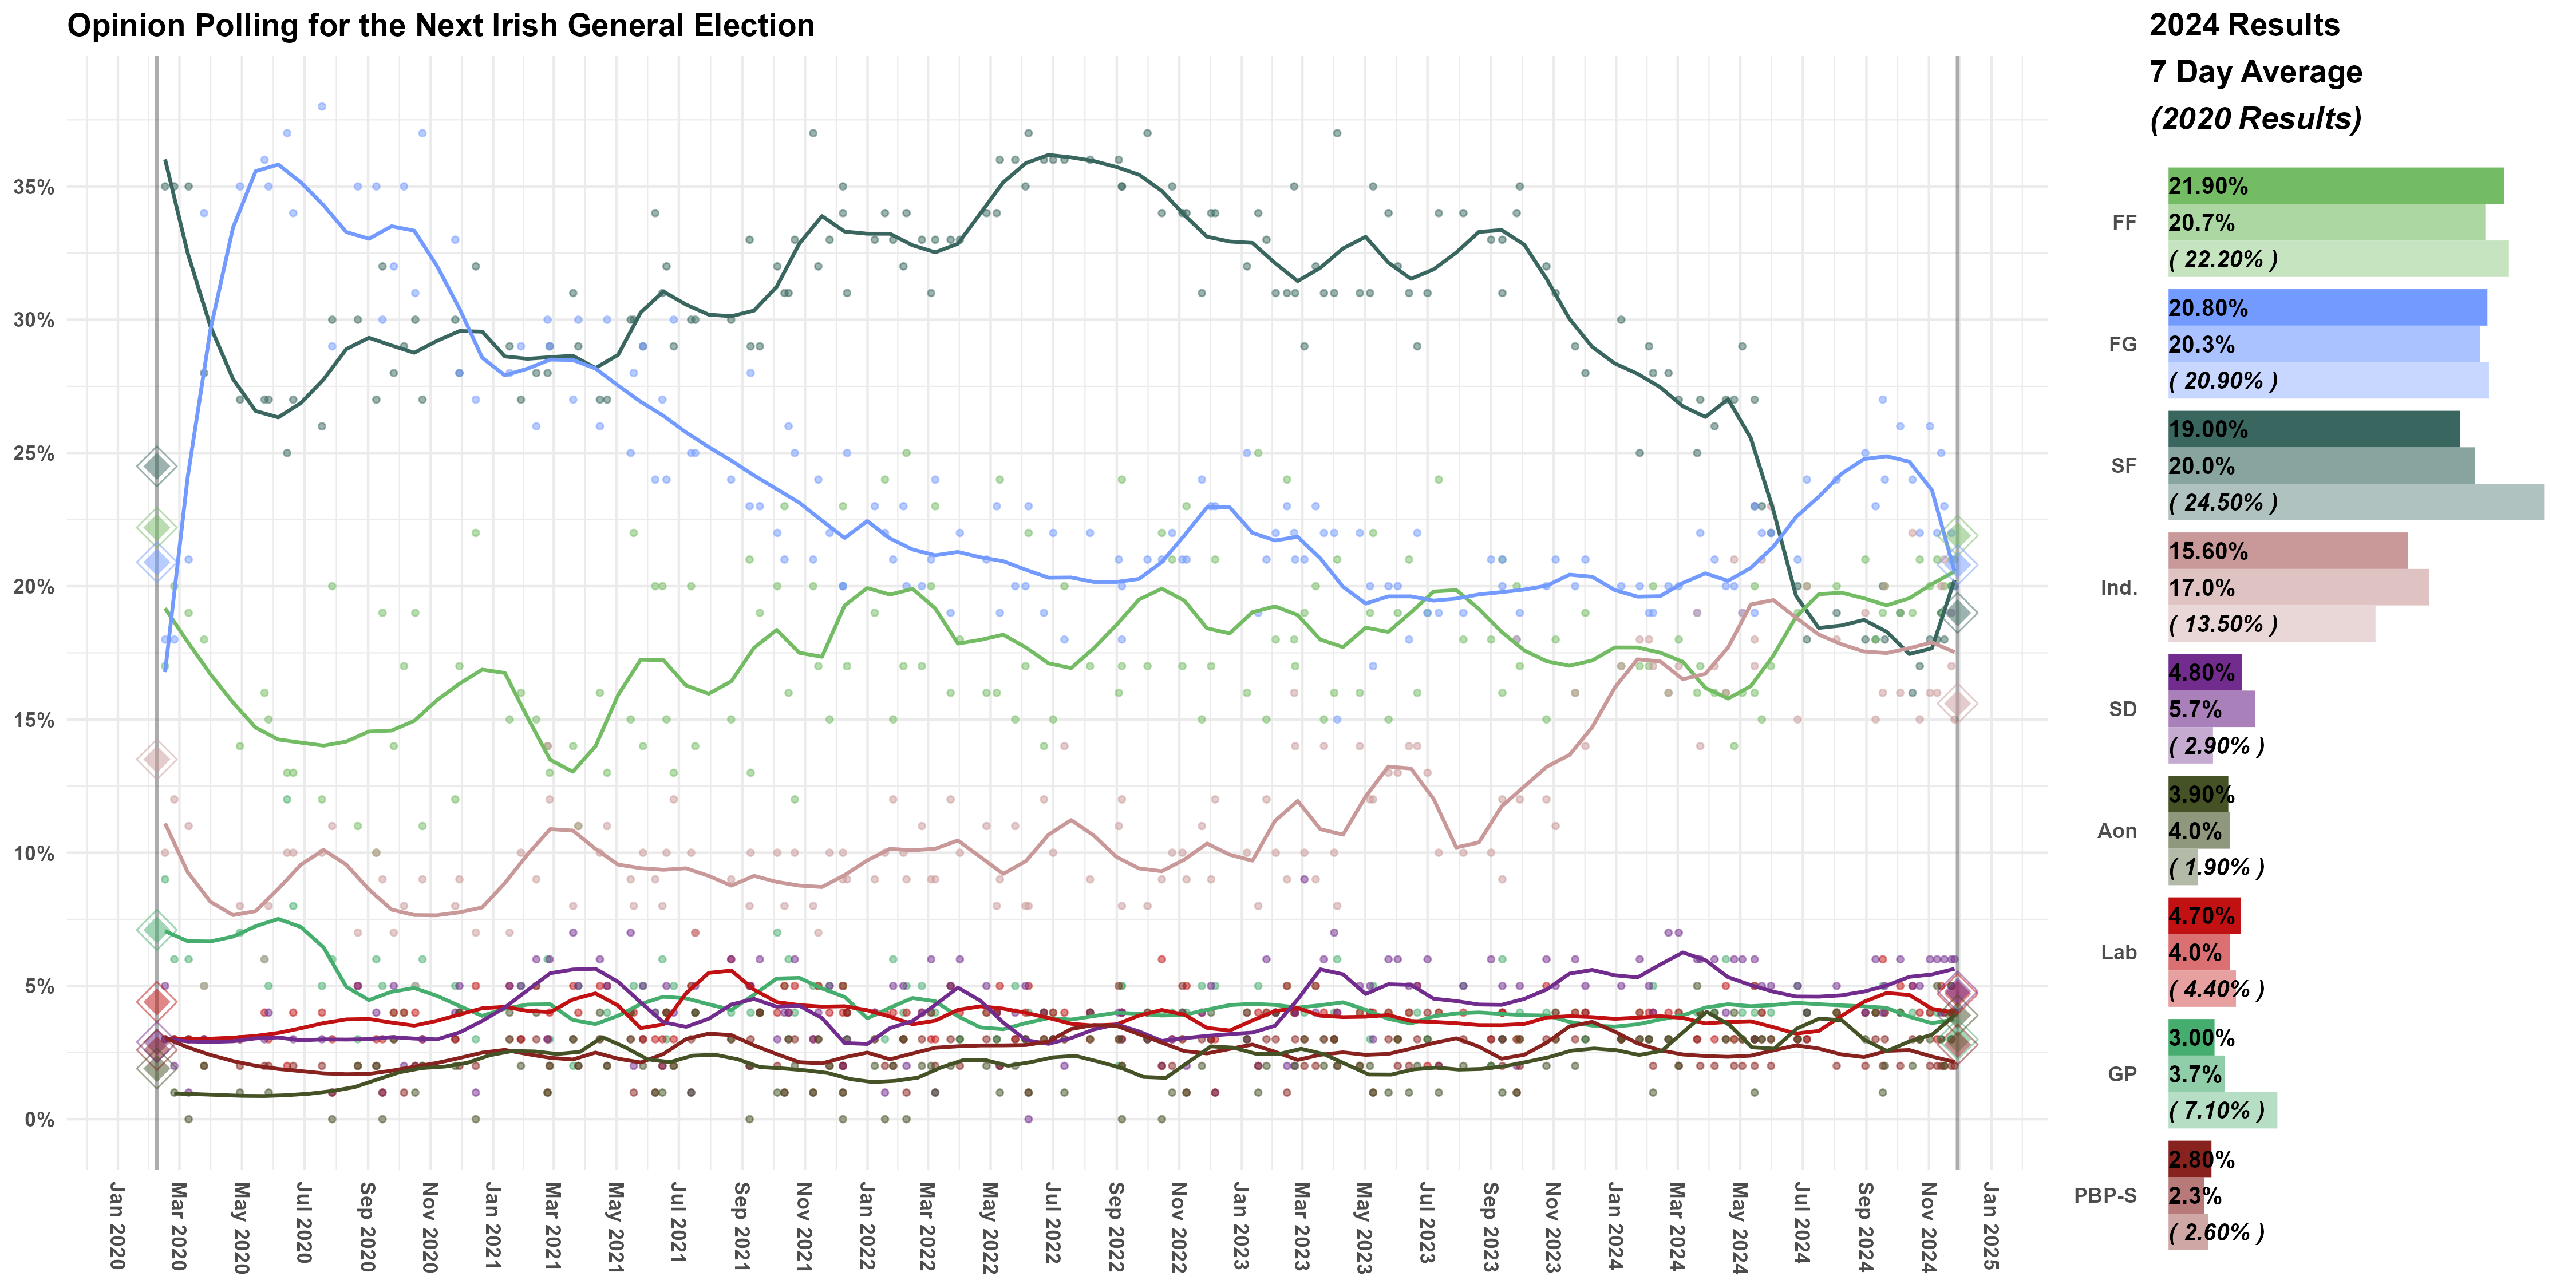 Opinion Polling for the Next Irish General Election
2024 Results
7 Day Average
(2020 Results)
35%
30%
25%
20%
15%
10%
5%
0%
Jan 2020
Mar 2020
May 2020
Jul 2020
Sep 2020
Nov 2020
Jan 2021
Mar 2021
May 2021
Jul 2021
Sep 2021
Nov 2021
Jan 2022
Mar 2022
May 2022
Jul 2022
Sep 2022
Nov 2022
Jan 2023
Mar 2023
May 2023
Jul 2023
Sep 2023
Nov 2023
Jan 2024
Mar 2024
May 2024
Jul 2024
Sep 2024
Nov 2024
Jan 2025
FF
21.90%
20.7%
( 22.20% )
FG
20.80%
20.3%
( 20.90% )
SF
19.00%
20.0%
( 24.50% )
Ind.
15.60%
17.0%
( 13.50% )
SD
4.80%
5.7%
( 2.90% )
Aon
3.90%
4.0%
( 1.90% )
Lab
4.70%
4.0%
( 4.40% )
GP
3.00%
3.7%
( 7.10% )
PBP-S
2.80%
2.3%
( 2.60% )